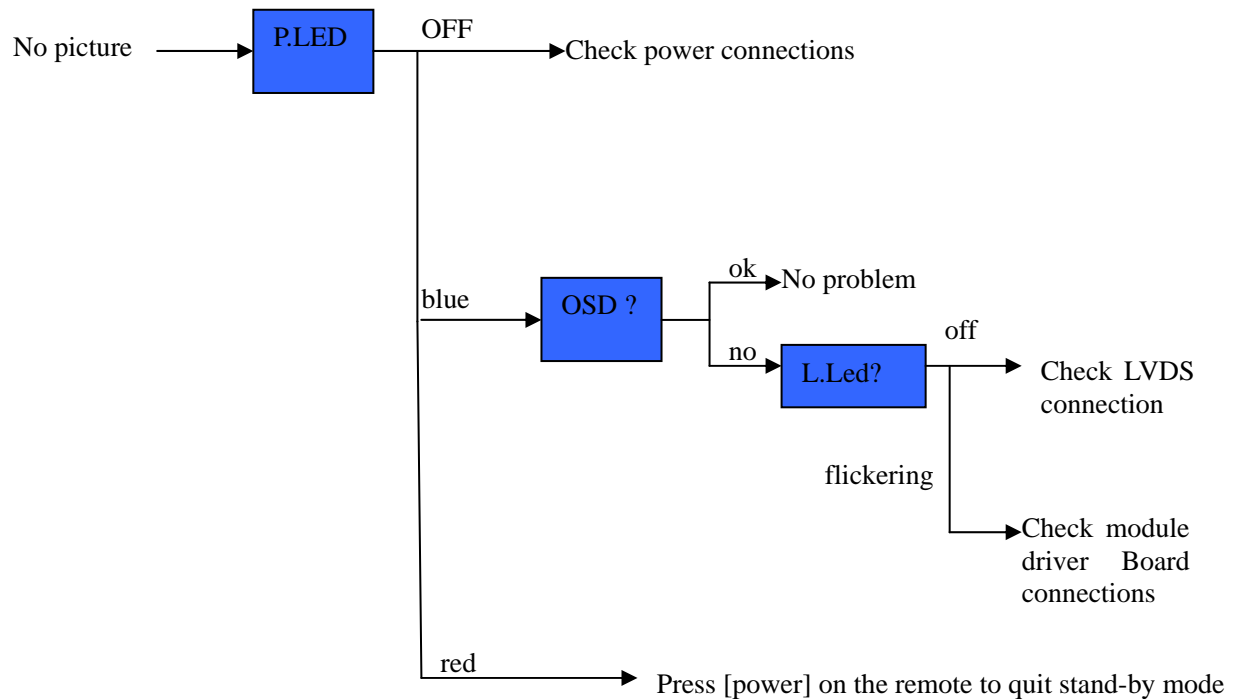 No picture
P.LED
OFF
Check power connections
blue
OSD ?
ok
No problem
no
L.Led?
off
Check LVDS
connection
flickering
Check module
driver Board
connections
red
Press [power] on the remote to quit stand-by mode